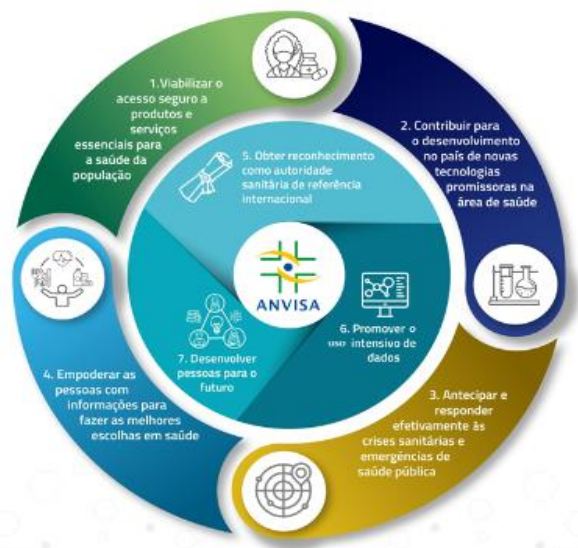 1.Viabilizar o
acesso seguro a
produtos e
serviços
essenciais para
a saúde da
população
2. Contribuir para
o desenvolvimento
no país de novas
tecnologias
promissoras na
área de saúde
3. Antecipar e
responder
efetivamente às
crises sanitárias e
emergências de
saúde pública
4. Empoderar as
pessoas com
informações para
fazer as melhores
escolhas em saúde
5. Obter reconhecimento
como autoridade
sanitária de referência
internacional
6. Promover o
uso intensivo de
dados
7. Desenvolver
pessoas para o
futuro
ANVISA